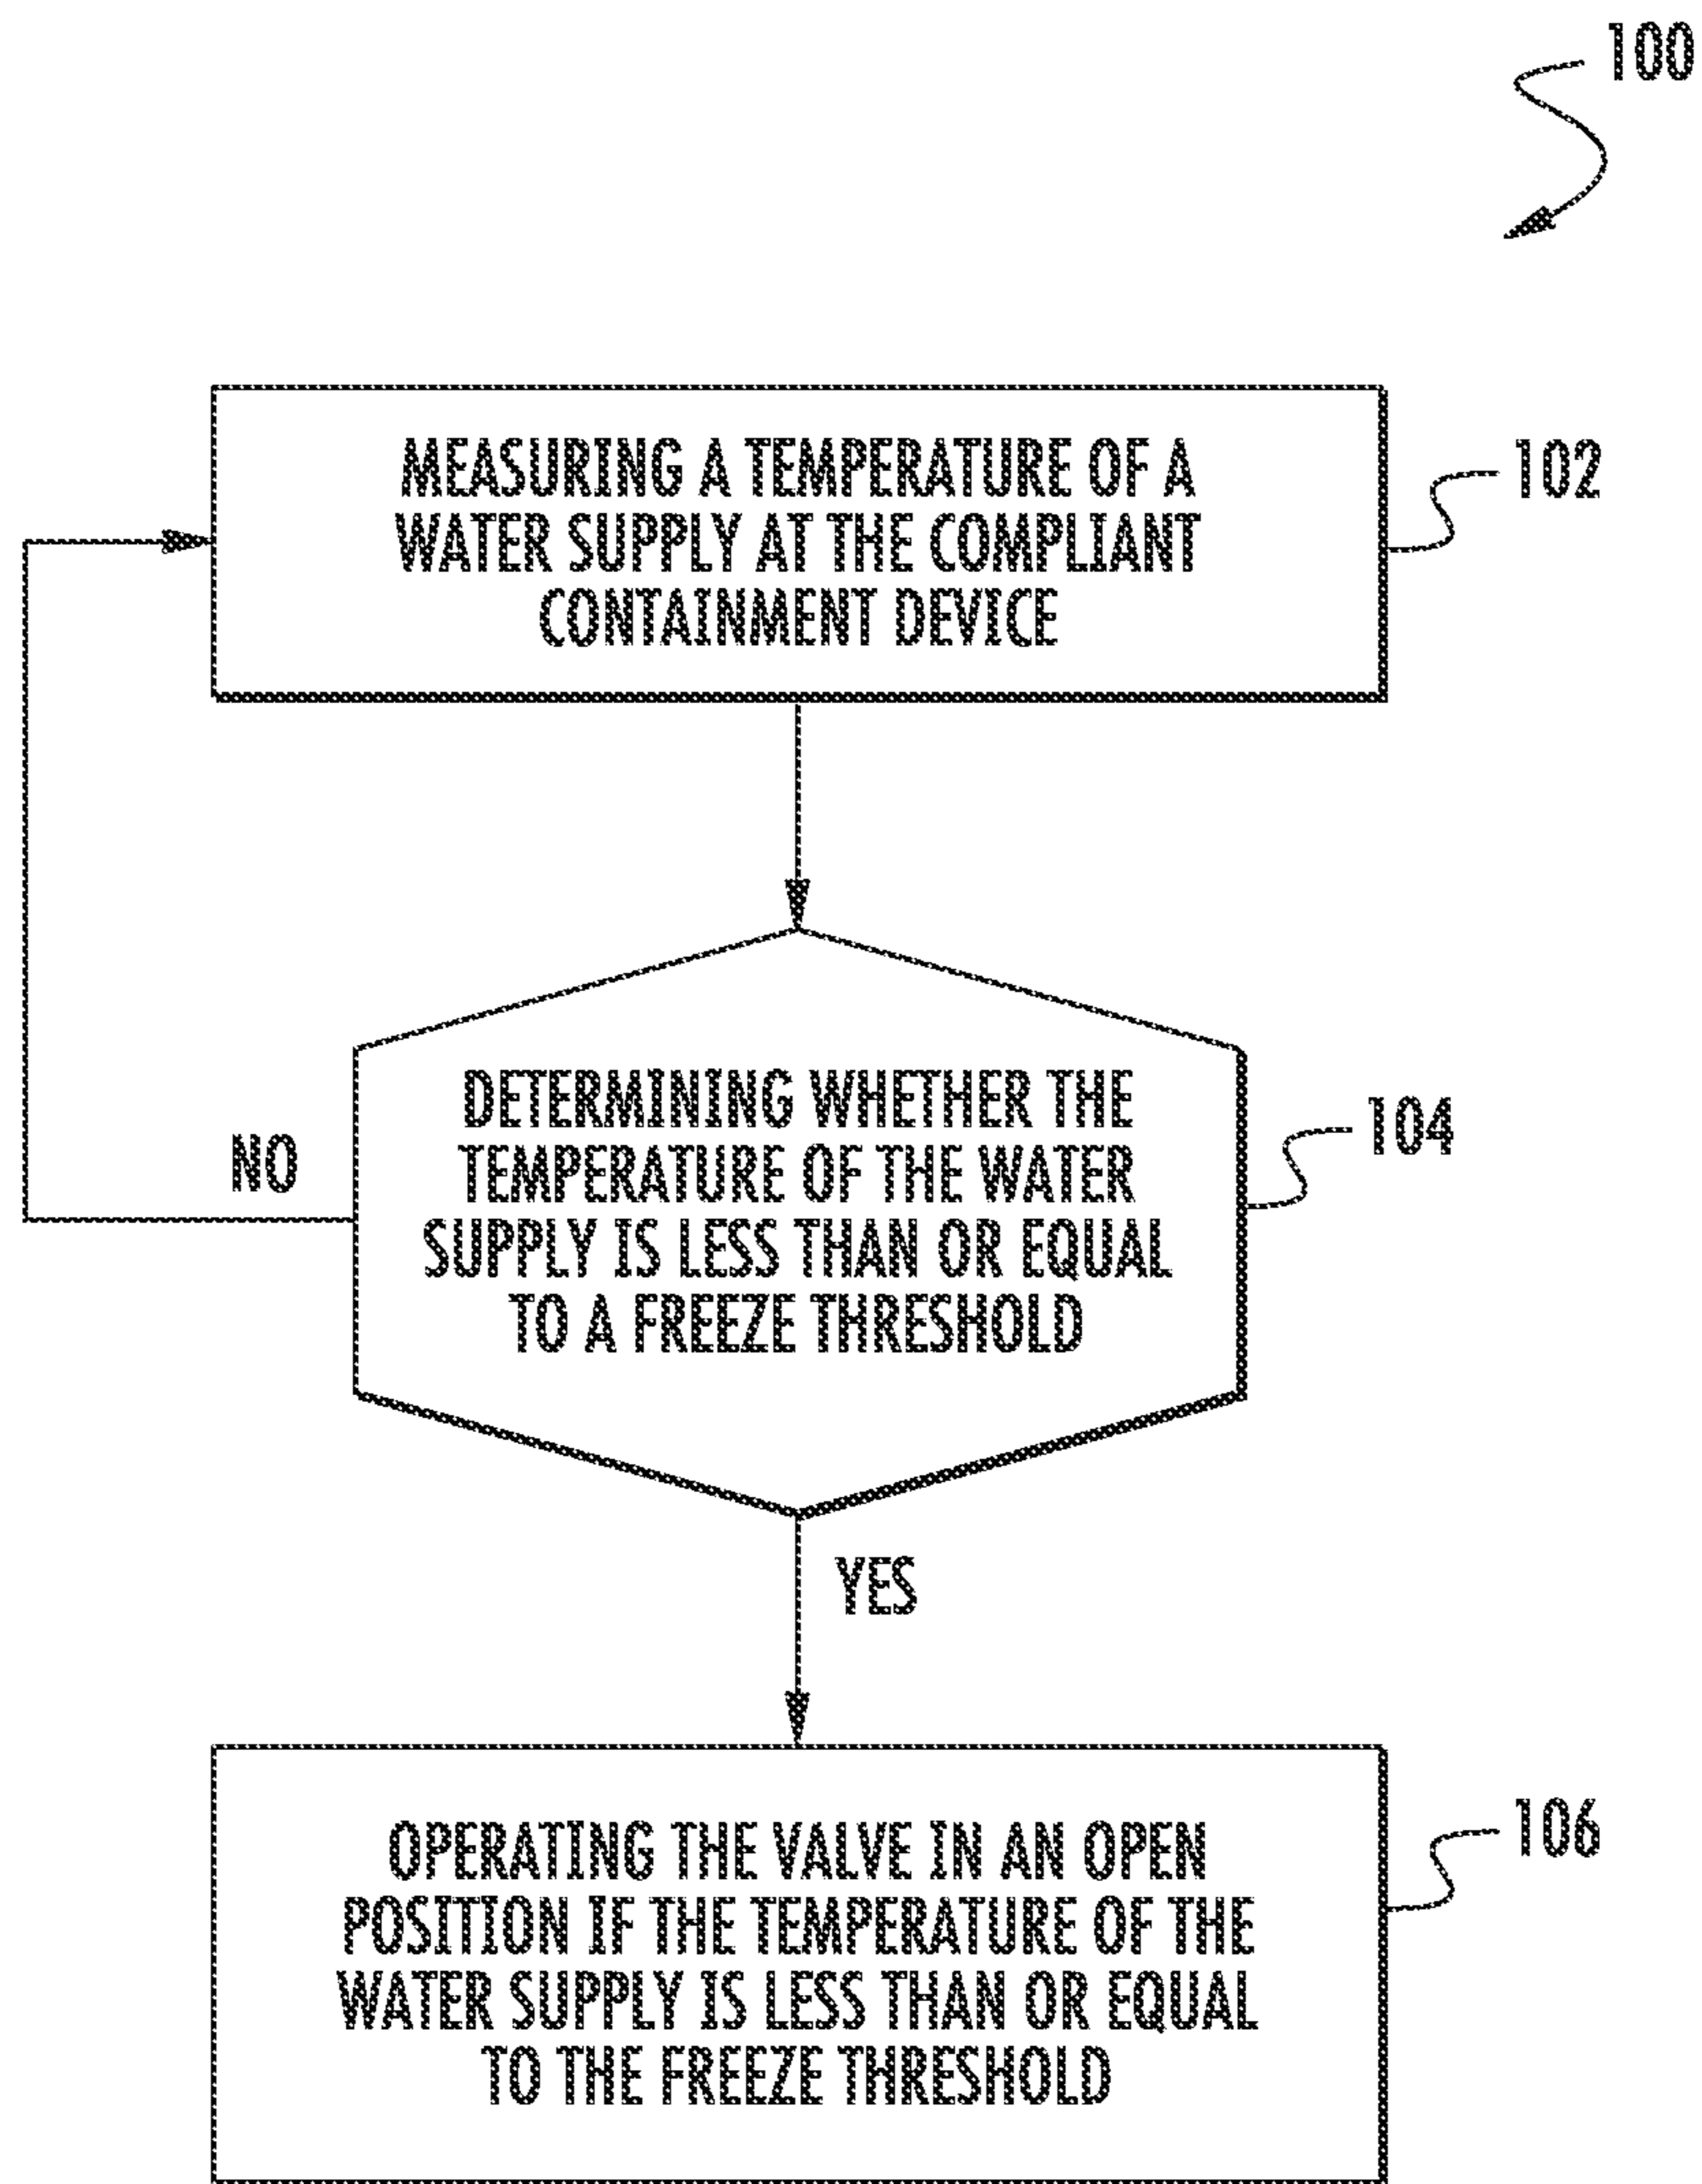 100
MEASURING A TEMPERATURE OF A
WATER SUPPLY AT THE COMPLIANT
CONTAINMENT DEVICE
102
DETERMINING WHETHER THE
TEMPERATURE OF THE WATER
SUPPLY IS LESS THAN OR EQUAL
TO A FREEZE THRESHOLD
104
NO
YES
OPERATING THE VALVE IN AN OPEN
POSITION IF THE TEMPERATURE OF THE
WATER SUPPLY IS LESS THAN OR EQUAL
TO THE FREEZE THRESHOLD
106